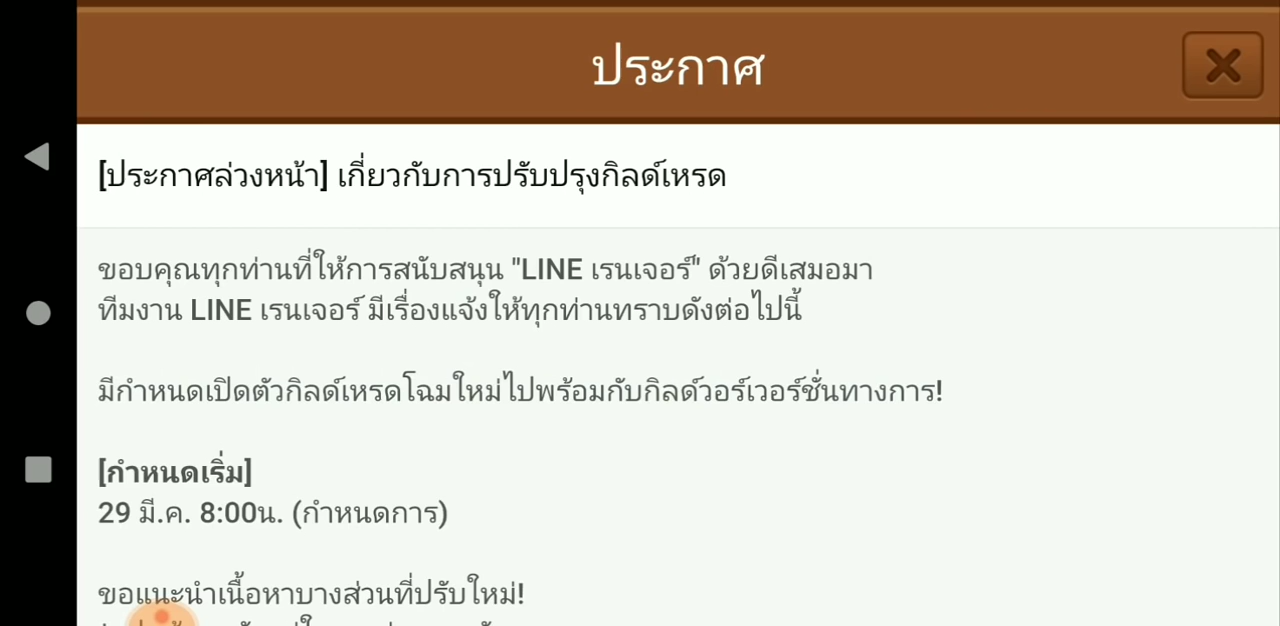 ประกาศ
[ประกาศล่วงหน้า] เกี่ยวกับการปรับปรุงกิลด์เหรด
ขอบคุณทุกท่านที่ให้การสนับสนุน "LINE เรนเจอร์" ด้วยดีเสมอมา
ทีมงาน LINE เรนเจอร์ มีเรื่องแจ้งให้ทุกท่านทราบดังต่อไปนี้
มีกำหนดเปิดตัวกิลด์เหรดโฉมใหม่ไปพร้อมกับกิลด์วอร์เวอร์ชั่นทางการ!
[กำหนดเริ่ม]
29 มี.ค. 8:00น. (กำหนดการ)
ขอแนะนำเนื้อหาบางส่วนที่ปรับใหม่!